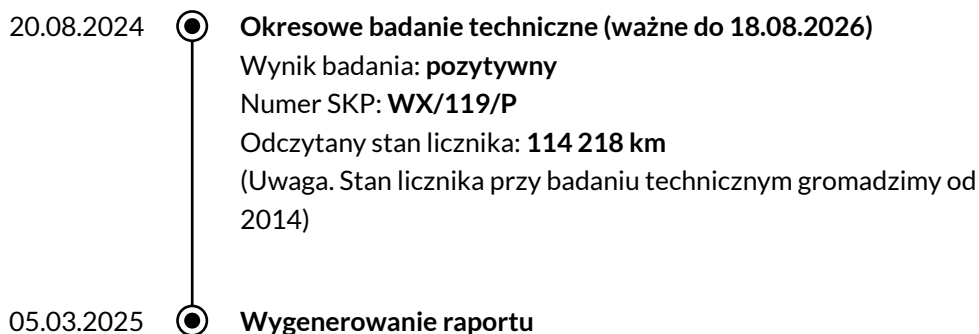 20.08.2024 Okresowe badanie techniczne (ważne do 18.08.2026)
Wynik badania: pozytywny
Numer SKP: WX/119/P
Odczytany stan licznika: 114 218 km
(Uwaga. Stan licznika przy badaniu technicznym gromadzimy od
2014)
05.03.2025 Wygenerowanie raportu